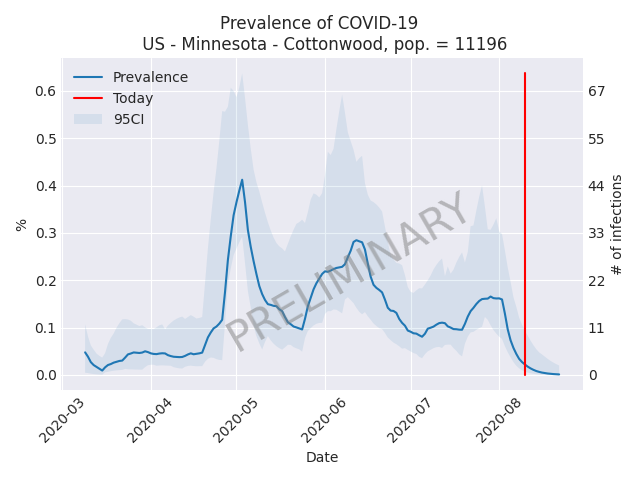 Prevalence of COVID-19
US - Minnesota - Cottonwood, pop. = 11196
Prevalence
Today
95CI
0.6
0.5
0.4
0.3
0.2
0.1
0.0
%
67
55
44
33
22
11
0
# of infections
PRELIMINARY
2020-03
2020-04
2020-05
2020-06
2020-07
2020-08
Date